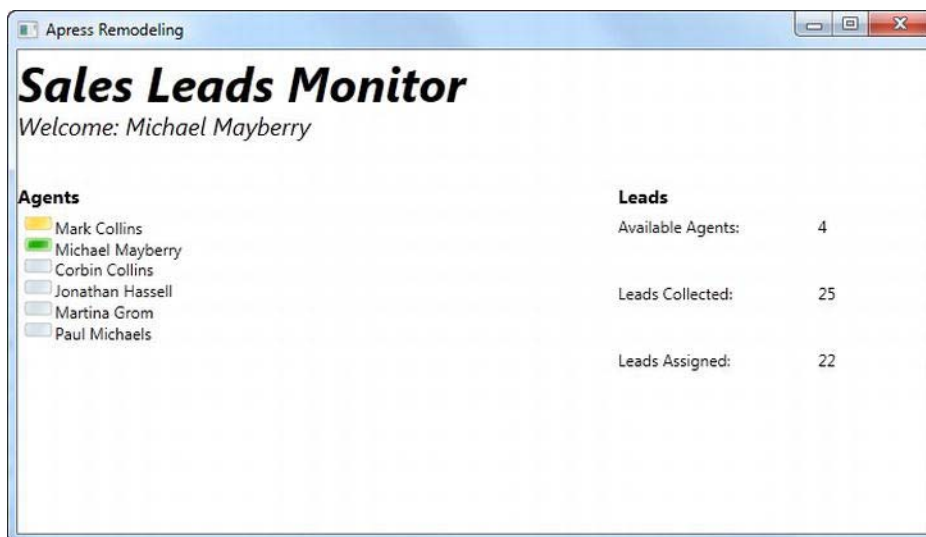 Apress Remodeling
Sales Leads Monitor
Welcome: Michael Mayberry
Agents
Mark Collins
Michael Mayberry
Corbin Collins
Jonathan Hassell
Martina Grom
Paul Michaels
Leads
Available Agents: 4
Leads Collected: 25
Leads Assigned: 22